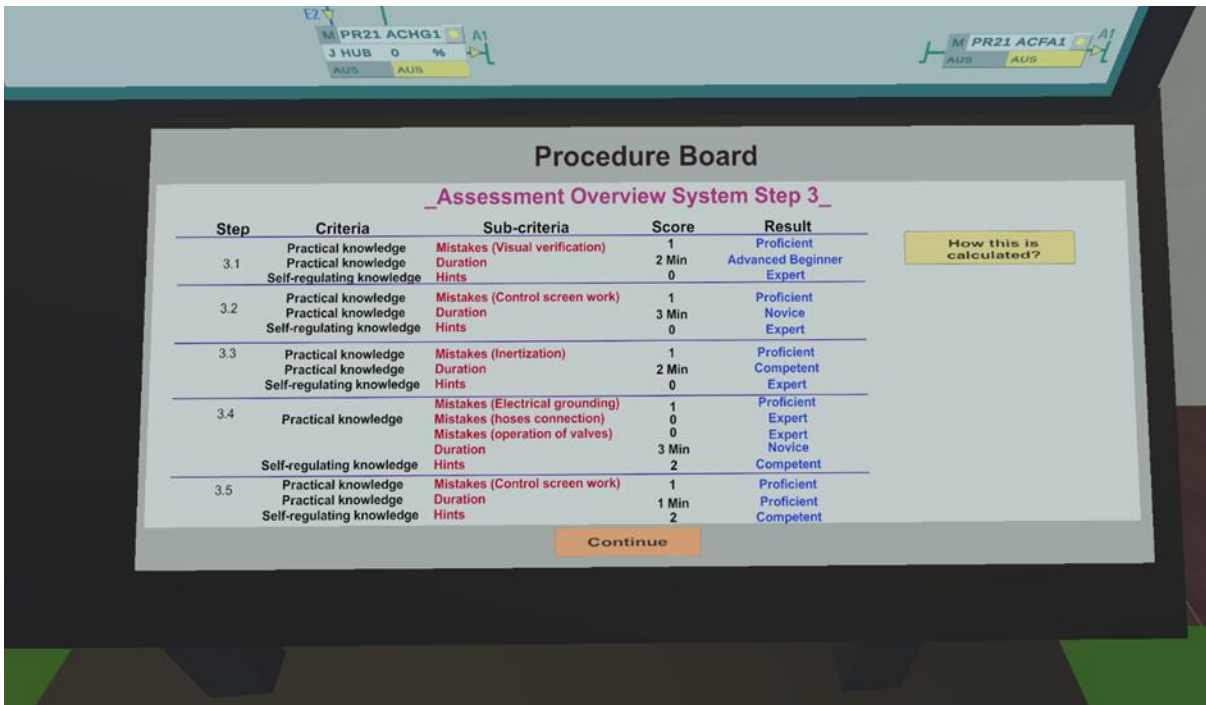 E2
M PR21 ACHG1 A1
J HUB 0 %
AUS AUS
M PR21 ACFA1 A1
AUS AUS
Procedure Board
_Assessment Overview System Step 3_
Step Criteria Sub-criteria Score Result
Practical knowledge Mistakes (Visual verification) 1 Proficient
3.1 Practical knowledge Duration 2 Min Advanced Beginner
Self-regulating knowledge Hints 0 Expert
How this is
calculated?
Practical knowledge Mistakes (Control screen work) 1 Proficient
3.2 Practical knowledge Duration 3 Min Novice
Self-regulating knowledge Hints 0 Expert
3.3 Practical knowledge Mistakes (Inertization) 1 Proficient
Practical knowledge Duration 2 Min Competent
Self-regulating knowledge Hints 0 Expert
Mistakes (Electrical grounding) 1 Proficient
3.4 Practical knowledge Mistakes (hoses connection) 0 Expert
Mistakes (operation of valves) 0 Expert
Duration 3 Min Novice
Self-regulating knowledge Hints 2 Competent
3.5 Practical knowledge Mistakes (Control screen work) 1 Proficient
Practical knowledge Duration 1 Min Proficient
Self-regulating knowledge Hints 2 Competent
Continue